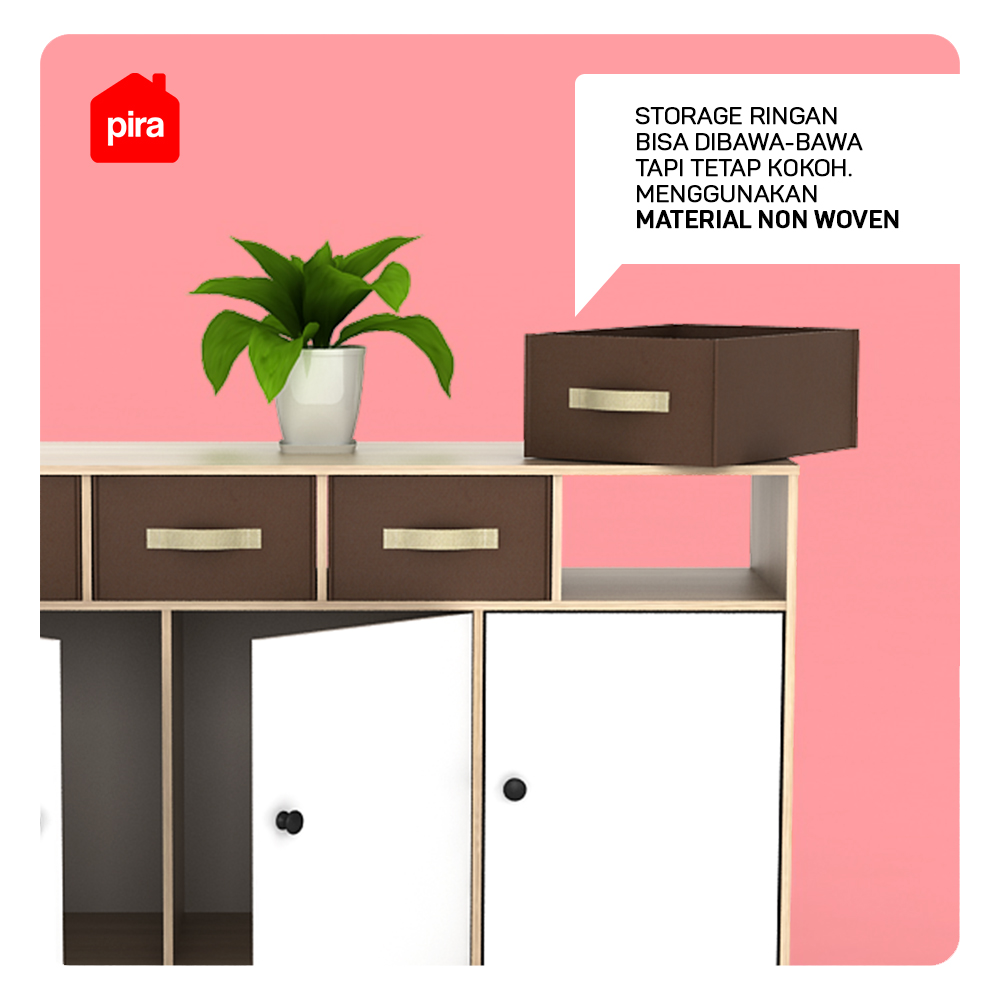 pira
STORAGE RINGAN
BISA DIBAWA-BAWA
TAPI TETAP KOKOH.
MENGGUNAKAN
MATERIAL NON WOVEN